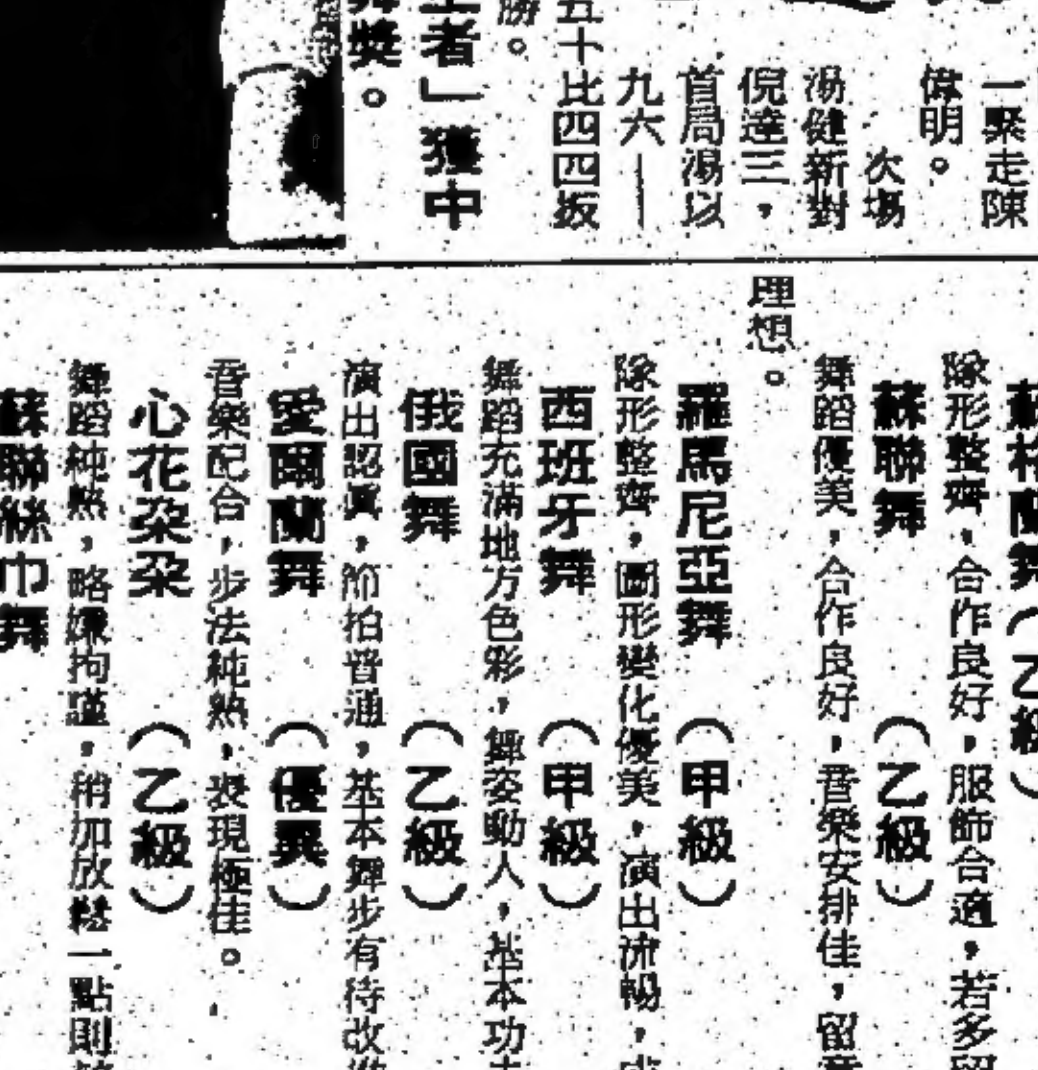 一聚走陳
偉明。
次場
湯健新對
倪達三，
首局湯以
九六——
五十比四四扳
勝。
者」獲中
舞獎。
蘇格蘭舞（乙級）
隊形整齊，合作良好，服飾合適，若多留
蘇聯舞（乙級）
舞蹈優美，合作良好，音樂安排佳，留意
理想。
羅馬尼亞舞（甲級）
隊形整齊，圖形變化優美，演出流暢，
西班牙舞（甲級）
舞蹈充滿地方色彩，舞姿動人，基本功
俄國舞（乙級）
演出認真，節拍普通，基本舞步有待改進
愛爾蘭舞（優異）
音樂配合，步法純熟，表現極佳。
心花朶朶（乙級）
舞蹈純熟，略嫌拘謹，稍加放鬆一點則
蘇聯絲巾舞